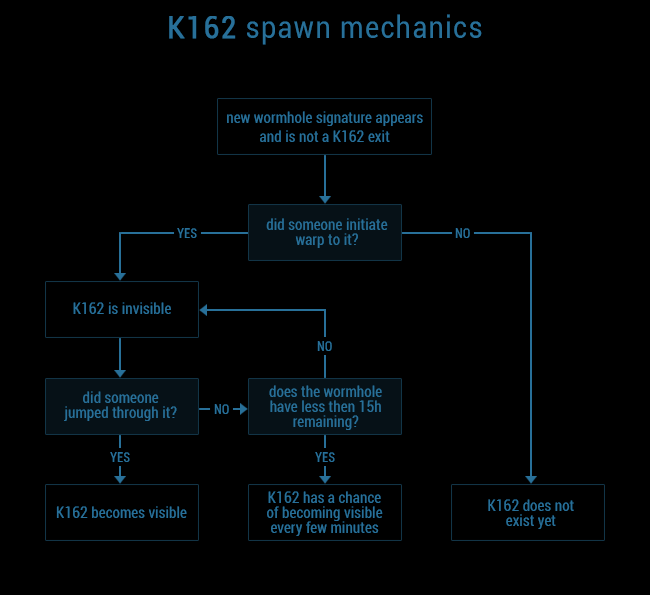 K162 spawn mechanics
new wormhole signature appears
and is not a K162 exit
did someone initiate
warp to it?
YES
NO
K162 is invisible
NO
did someone
jumped through it?
NO
does the wormhole
have less then 15h
remaining?
YES
YES
K162 becomes visible
K162 has a chance
of becoming visible
every few minutes
K162 does not
exist yet